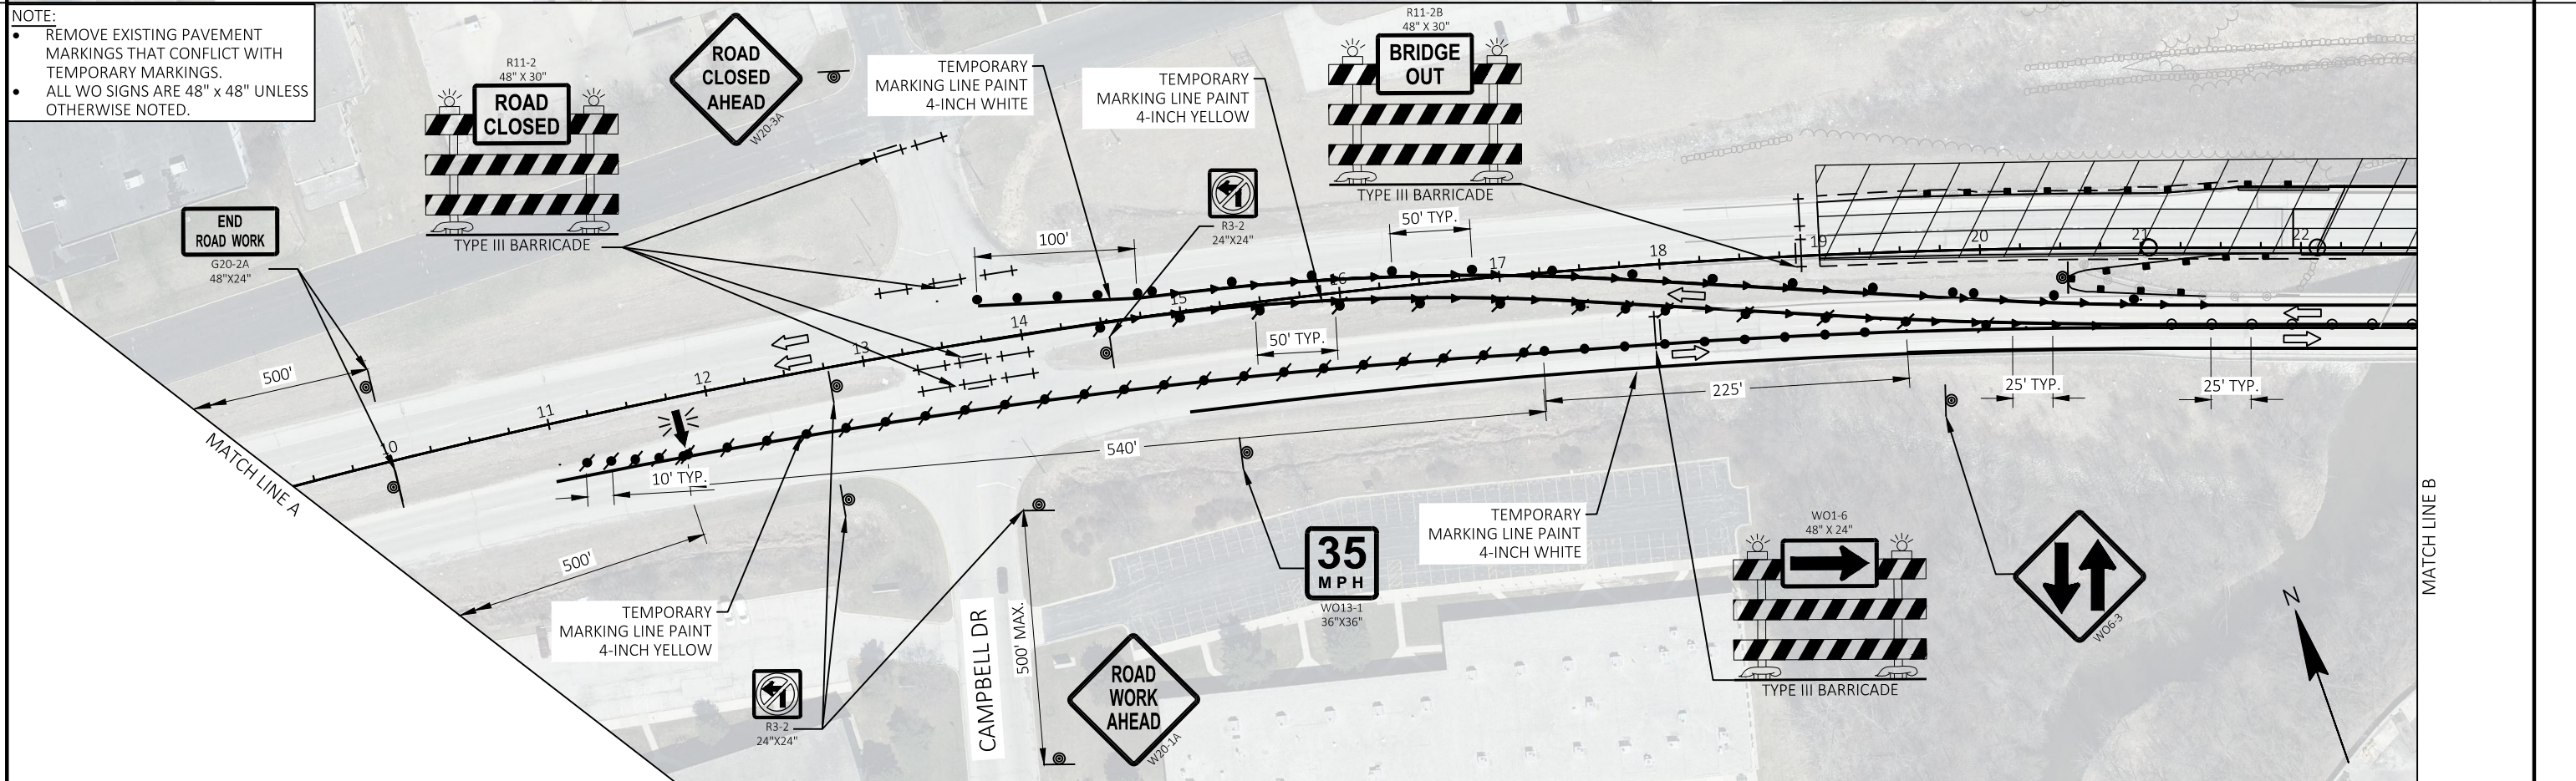 NOTE:
• REMOVE EXISTING PAVEMENT
MARKINGS THAT CONFLICT WITH
TEMPORARY MARKINGS.
• ALL WO SIGNS ARE 48" x 48" UNLESS
OTHERWISE NOTED.
R11-2
48" X 30"
ROAD
CLOSED
TYPE III BARRICADE
ROAD
CLOSED
AHEAD
W20-3A
TEMPORARY
MARKING LINE PAINT
4-INCH WHITE
TEMPORARY
MARKING LINE PAINT
4-INCH YELLOW
R11-2B
48" X 30"
BRIDGE
OUT
TYPE III BARRICADE
END
ROAD WORK
G20-2A
48"X24"
R3-2
24"X24"
100'
50' TYP.
50' TYP.
10
11
12
13
14
15
16
17
18
19
20
21
22
500'
MATCH LINE A
10' TYP.
540'
225'
25' TYP.
25' TYP.
500'
TEMPORARY
MARKING LINE PAINT
4-INCH YELLOW
R3-2
24"X24"
CAMPBELL DR
500' MAX.
ROAD
WORK
AHEAD
W20-1A
35
MPH
WO13-1
36"X36"
TEMPORARY
MARKING LINE PAINT
4-INCH WHITE
WO1-6
48" X 24"
TYPE III BARRICADE
WO6-3
N
MATCH LINE B